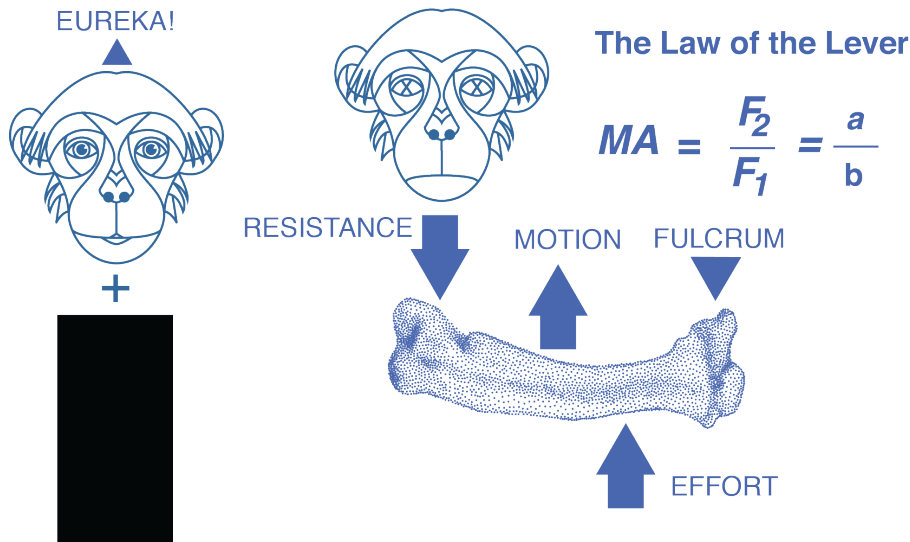 EUREKA!
+
The Law of the Lever
MA = F2 / F1 = a / b
RESISTANCE
MOTION
FULCRUM
EFFORT